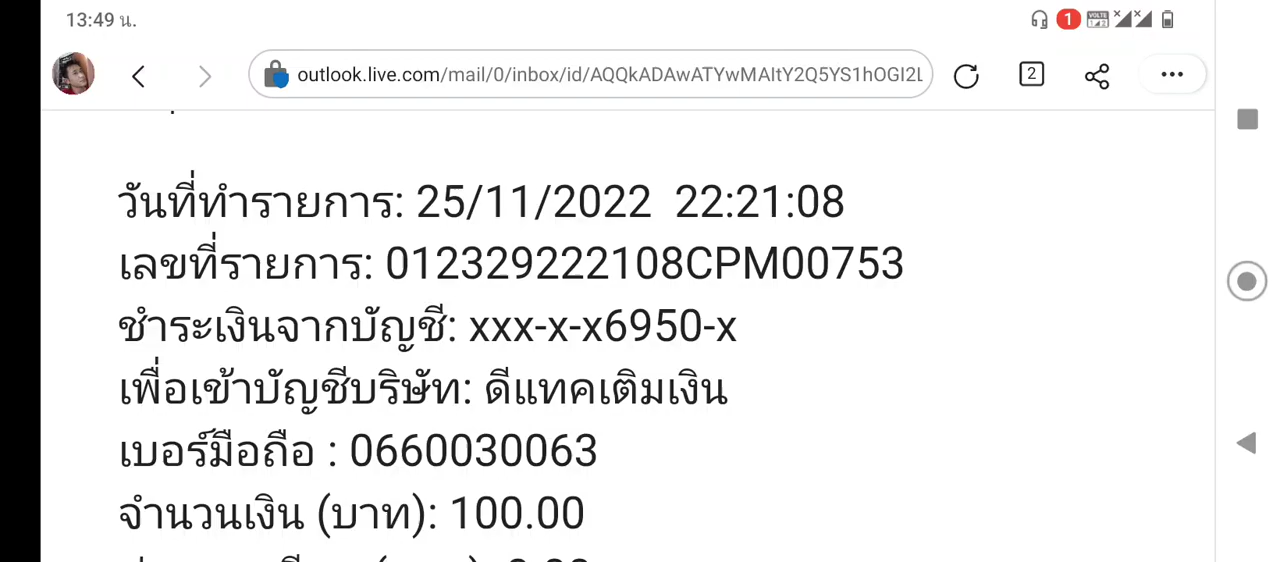 13:49 น.
1
VOLTE
outlook.live.com/mail/0/inbox/id/AQQkADAwATYwMAItY2Q5YS1hOGI2L
2
วันที่ทำรายการ: 25/11/2022 22:21:08
เลขที่รายการ: 012329222108CPM00753
ชำระเงินจากบัญชี: xxx-x-x6950-x
เพื่อเข้าบัญชีบริษัท: ดีแทคเติมเงิน
เบอร์มือถือ : 0660030063
จำนวนเงิน (บาท): 100.00